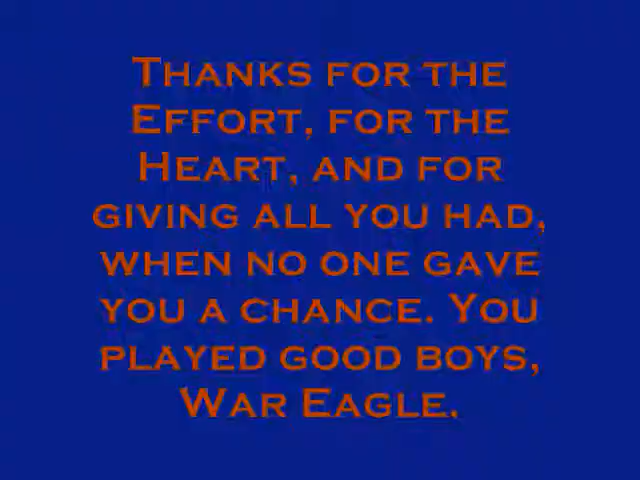 Thanks for the
Effort, for the
Heart, and for
giving all you had,
when no one gave
you a chance. You
played good boys,
War Eagle.